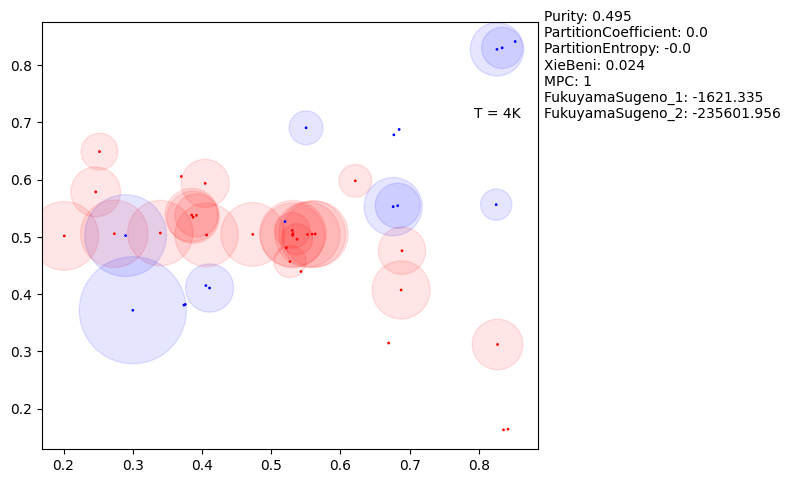 Purity: 0.495
PartitionCoefficient: 0.0
PartitionEntropy: -0.0
XieBeni: 0.024
MPC: 1
FukuyamaSugeno_1: -1621.335
FukuyamaSugeno_2: -235601.956
T = 4K
0.8
0.7
0.6
0.5
0.4
0.3
0.2
0.2 0.3 0.4 0.5 0.6 0.7 0.8